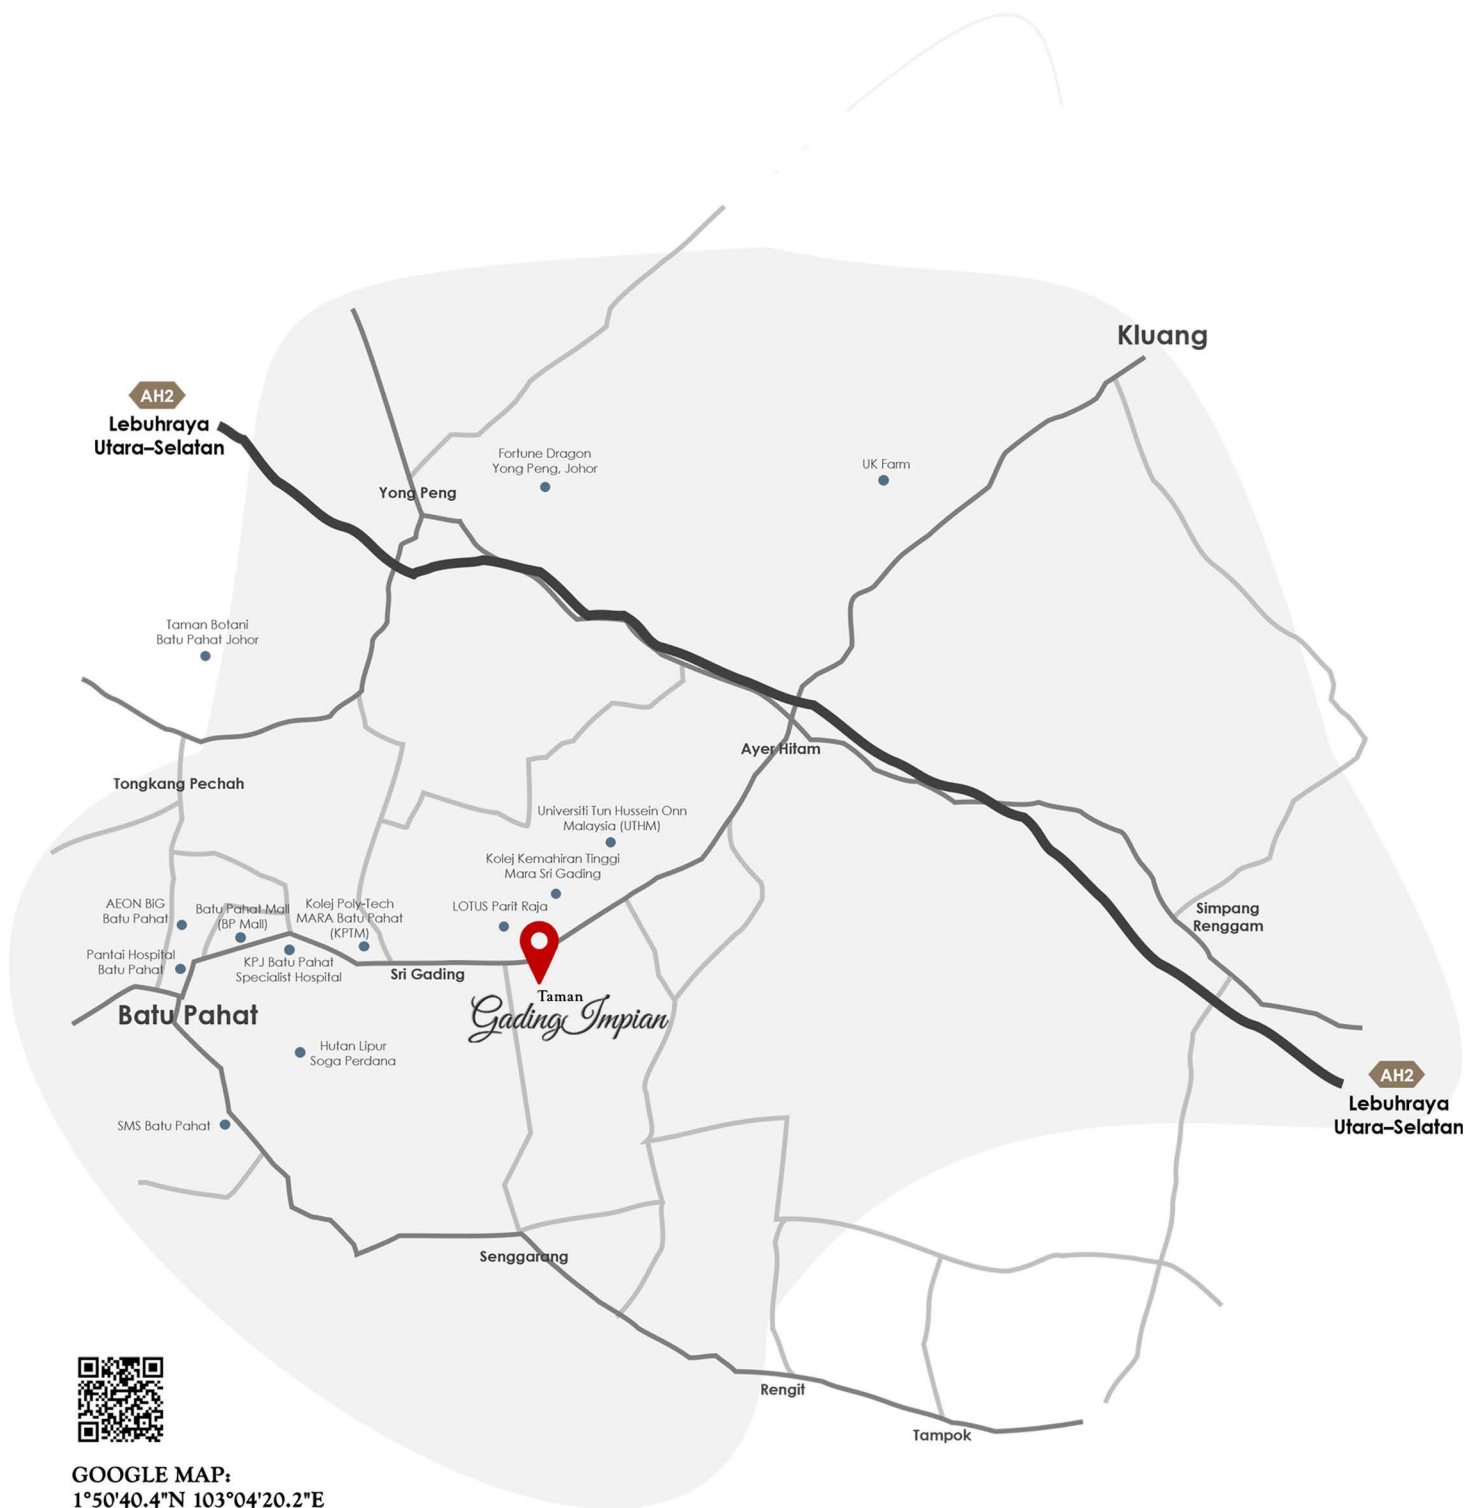 Kluang
AH2
Lebuhraya
Utara–Selatan
Fortune Dragon
Yong Peng, Johor
UK Farm
Yong Peng
Taman Botani
Batu Pahat Johor
Ayer Hitam
Tongkang Pechah
Universiti Tun Hussein Onn
Malaysia (UTHM)
Kolej Kemahiran Tinggi
Mara Sri Gading
AEON BiG
Batu Pahat
Batu Pahat Mall
(BP Mall)
Kolej Poly-Tech
MARA Batu Pahat
(KPTM)
LOTUS Parit Raja
Simpang
Renggam
Pantai Hospital
Batu Pahat
KPJ Batu Pahat
Specialist Hospital
Sri Gading
Taman
Gading Impian
Batu Pahat
Hutan Lipur
Soga Perdana
AH2
Lebuhraya
Utara–Selatan
SMS Batu Pahat
Senggarang
Rengit
Tampok
GOOGLE MAP:
1°50'40.4"N 103°04'20.2"E